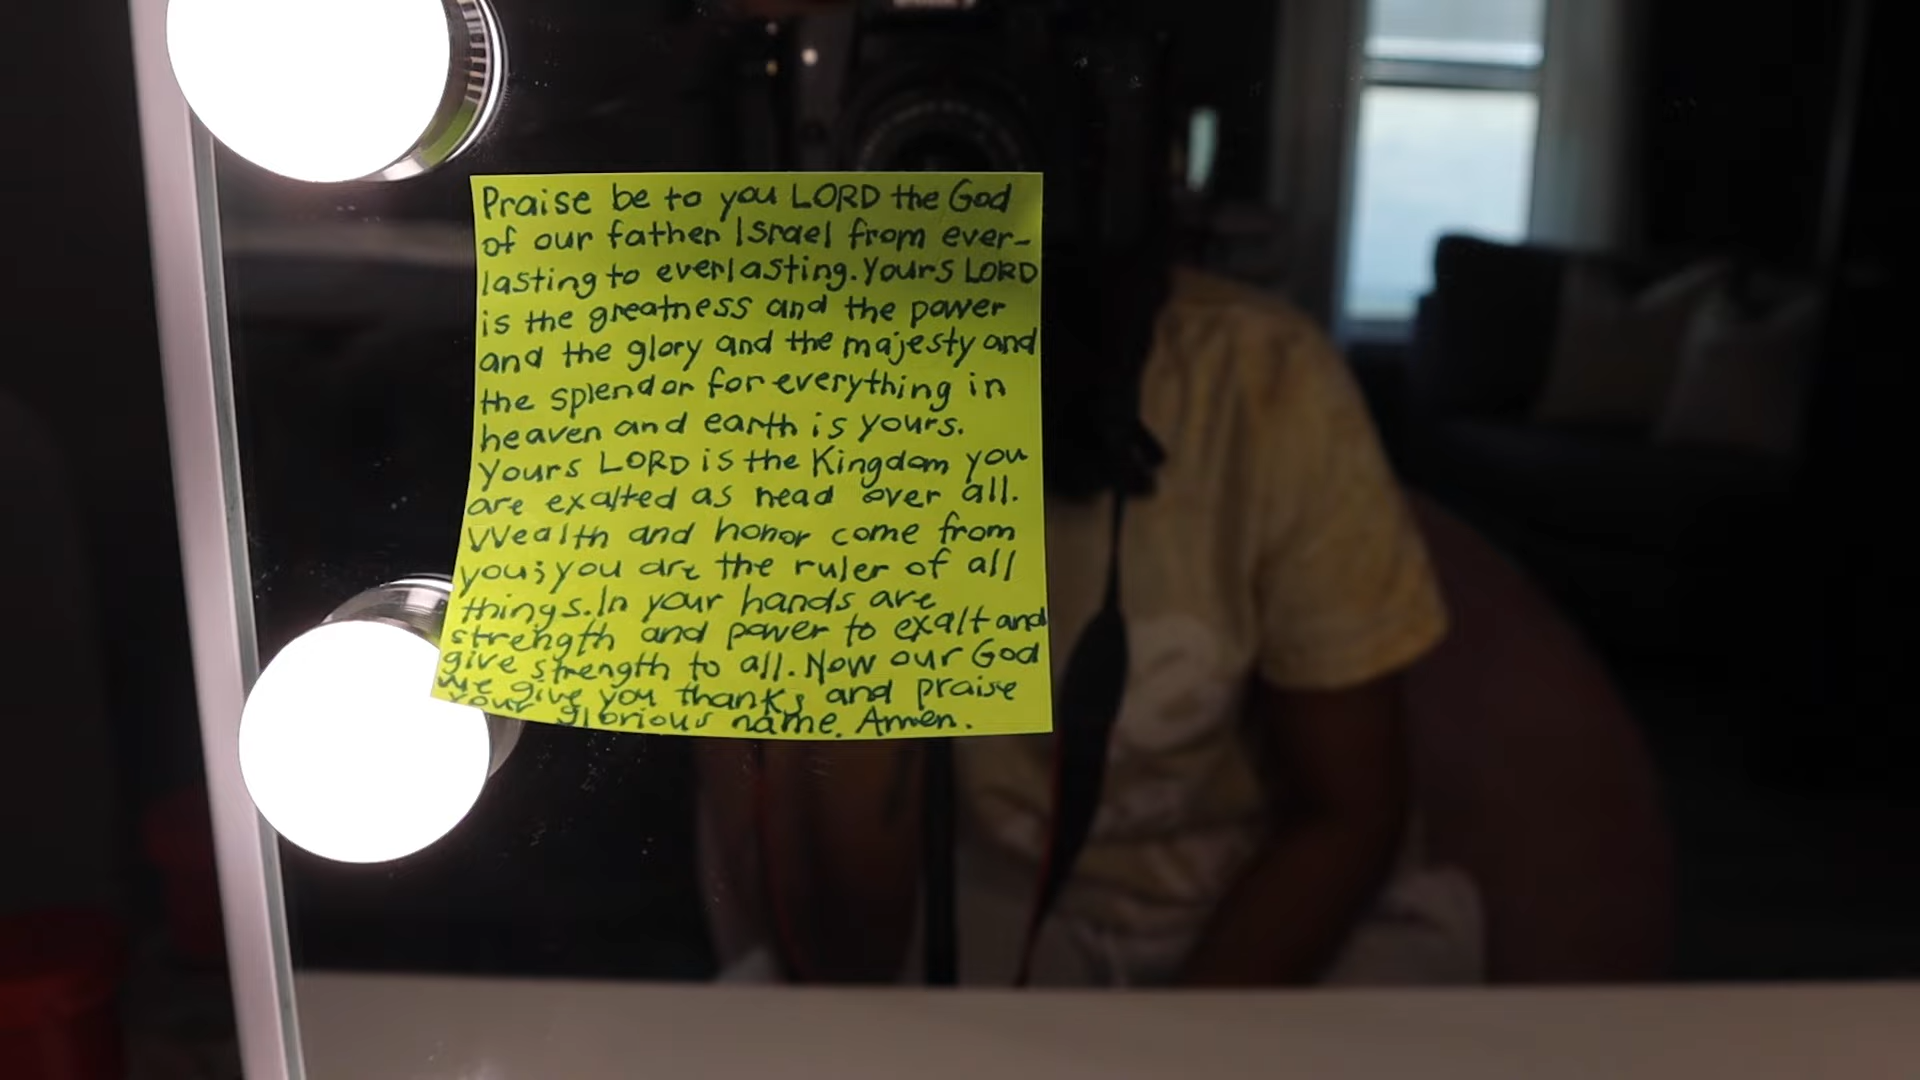 Praise be to you LORD the God
of our father Israel from ever-
lasting to everlasting. Yours LORD
is the greatness and the power
and the glory and the majesty and
the splendor for everything in
heaven and earth is yours.
Yours LORD is the Kingdom you
are exalted as head over all.
Wealth and honor come from
you; you are the ruler of all
things. In your hands are
strength and power to exalt and
give strength to all. Now our God
we give you thanks and praise
your glorious name. Amen.